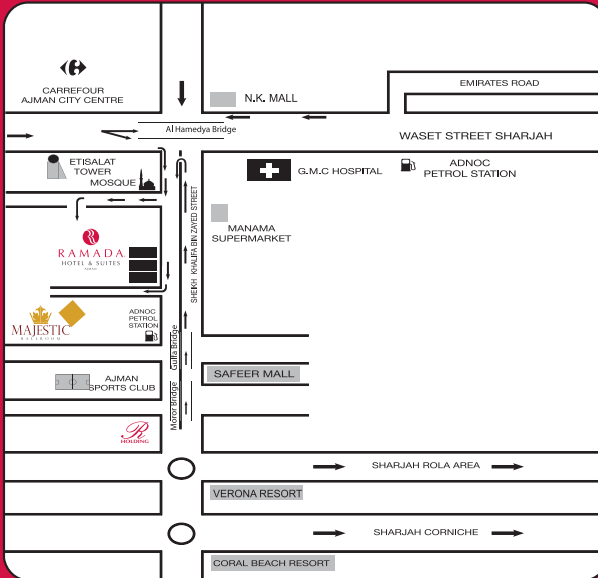 CARREFOUR
AJMAN CITY CENTRE
N.K. MALL
EMIRATES ROAD
Al Hamedya Bridge
WASET STREET SHARJAH
ETISALAT
TOWER
MOSQUE
G.M.C HOSPITAL
ADNOC
PETROL STATION
SHEIKH KHALIFA BIN ZAYED STREET
MANAMA
SUPERMARKET
RAMADA
HOTEL & SUITES
AJMAN
MAJESTIC
BALLROOM
ADNOC
PETROL
STATION
Gulfa Bridge
AJMAN
SPORTS CLUB
SAFEER MALL
Moror Bridge
R
HOLDING
SHARJAH ROLA AREA
VERONA RESORT
SHARJAH CORNICHE
CORAL BEACH RESORT